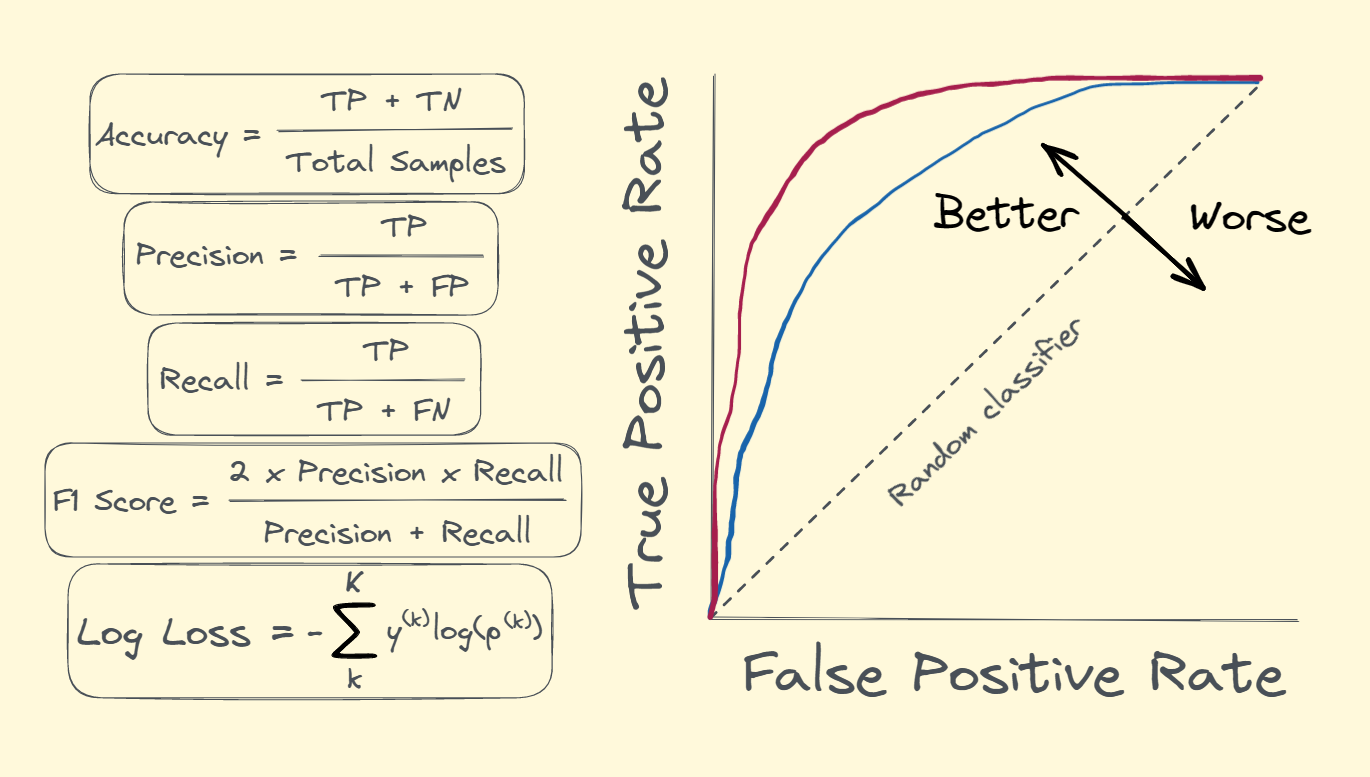 TP + TN
Accuracy =
Total Samples
TP
Precision =
TP + FP
TP
Recall =
TP + FN
2 x Precision x Recall
F1 Score =
Precision + Recall
K
Log Loss = - ∑ y^(k) log(p^(k))
k
True Positive Rate
Better
Worse
Random classifier
False Positive Rate